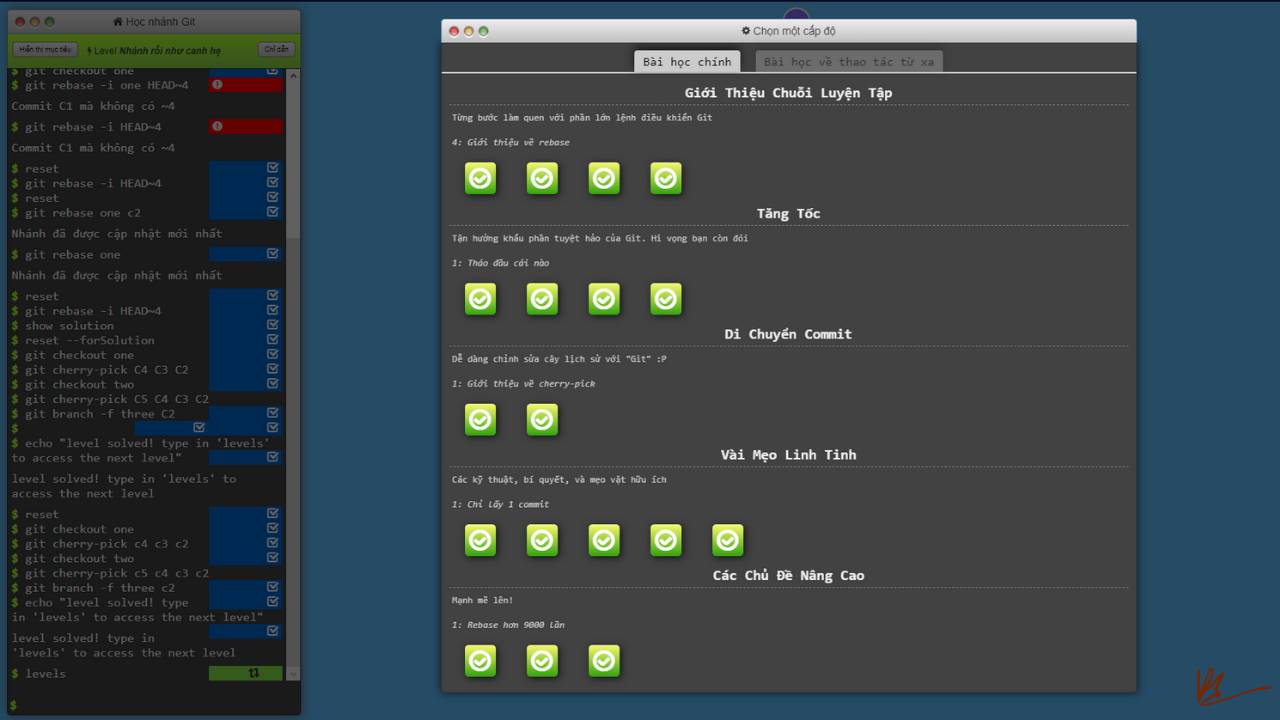 Học nhánh Git
Hiển thị mục tiêu
Level Nhánh rối như canh hẹ
Chỉ dẫn
$ git checkout one
$ git rebase -i one HEAD~4
Commit C1 mà không có ~4
$ git rebase -i HEAD~4
Commit C1 mà không có ~4
$ reset
$ git rebase -i HEAD~4
$ reset
$ git rebase one c2
Nhánh đã được cập nhật mới nhất
$ git rebase one
Nhánh đã được cập nhật mới nhất
$ reset
$ git rebase -i HEAD~4
$ show solution
$ reset --forSolution
$ git checkout one
$ git cherry-pick C4 C3 C2
$ git checkout two
$ git cherry-pick C5 C4 C3 C2
$ git branch -f three C2
$
$ echo "level solved! type in 'levels'
to access the next level"
level solved! type in 'levels' to
access the next level
$ reset
$ git checkout one
$ git cherry-pick c4 c3 c2
$ git checkout two
$ git cherry-pick c5 c4 c3 c2
$ git branch -f three c2
$ echo "level solved! type
in 'levels' to access the next level"
level solved! type in
'levels' to access the next level
$ levels
$
Chọn một cấp độ
Bài học chính
Bài học về thao tác từ xa
Giới Thiệu Chuỗi Luyện Tập
Từng bước làm quen với phần lớn lệnh điều khiển Git
4: Giới thiệu về rebase
Tăng Tốc
Tận hưởng khẩu phần tuyệt hảo của Git. Hi vọng bạn còn đói
1: Tháo đầu cái nào
Di Chuyển Commit
Dễ dàng chỉnh sửa cây lịch sử với "Git" :P
1: Giới thiệu về cherry-pick
Vài Mẹo Linh Tinh
Các kỹ thuật, bí quyết, và mẹo vặt hữu ích
1: Chỉ lấy 1 commit
Các Chủ Đề Nâng Cao
Mạnh mẽ lên!
1: Rebase hơn 9000 lần